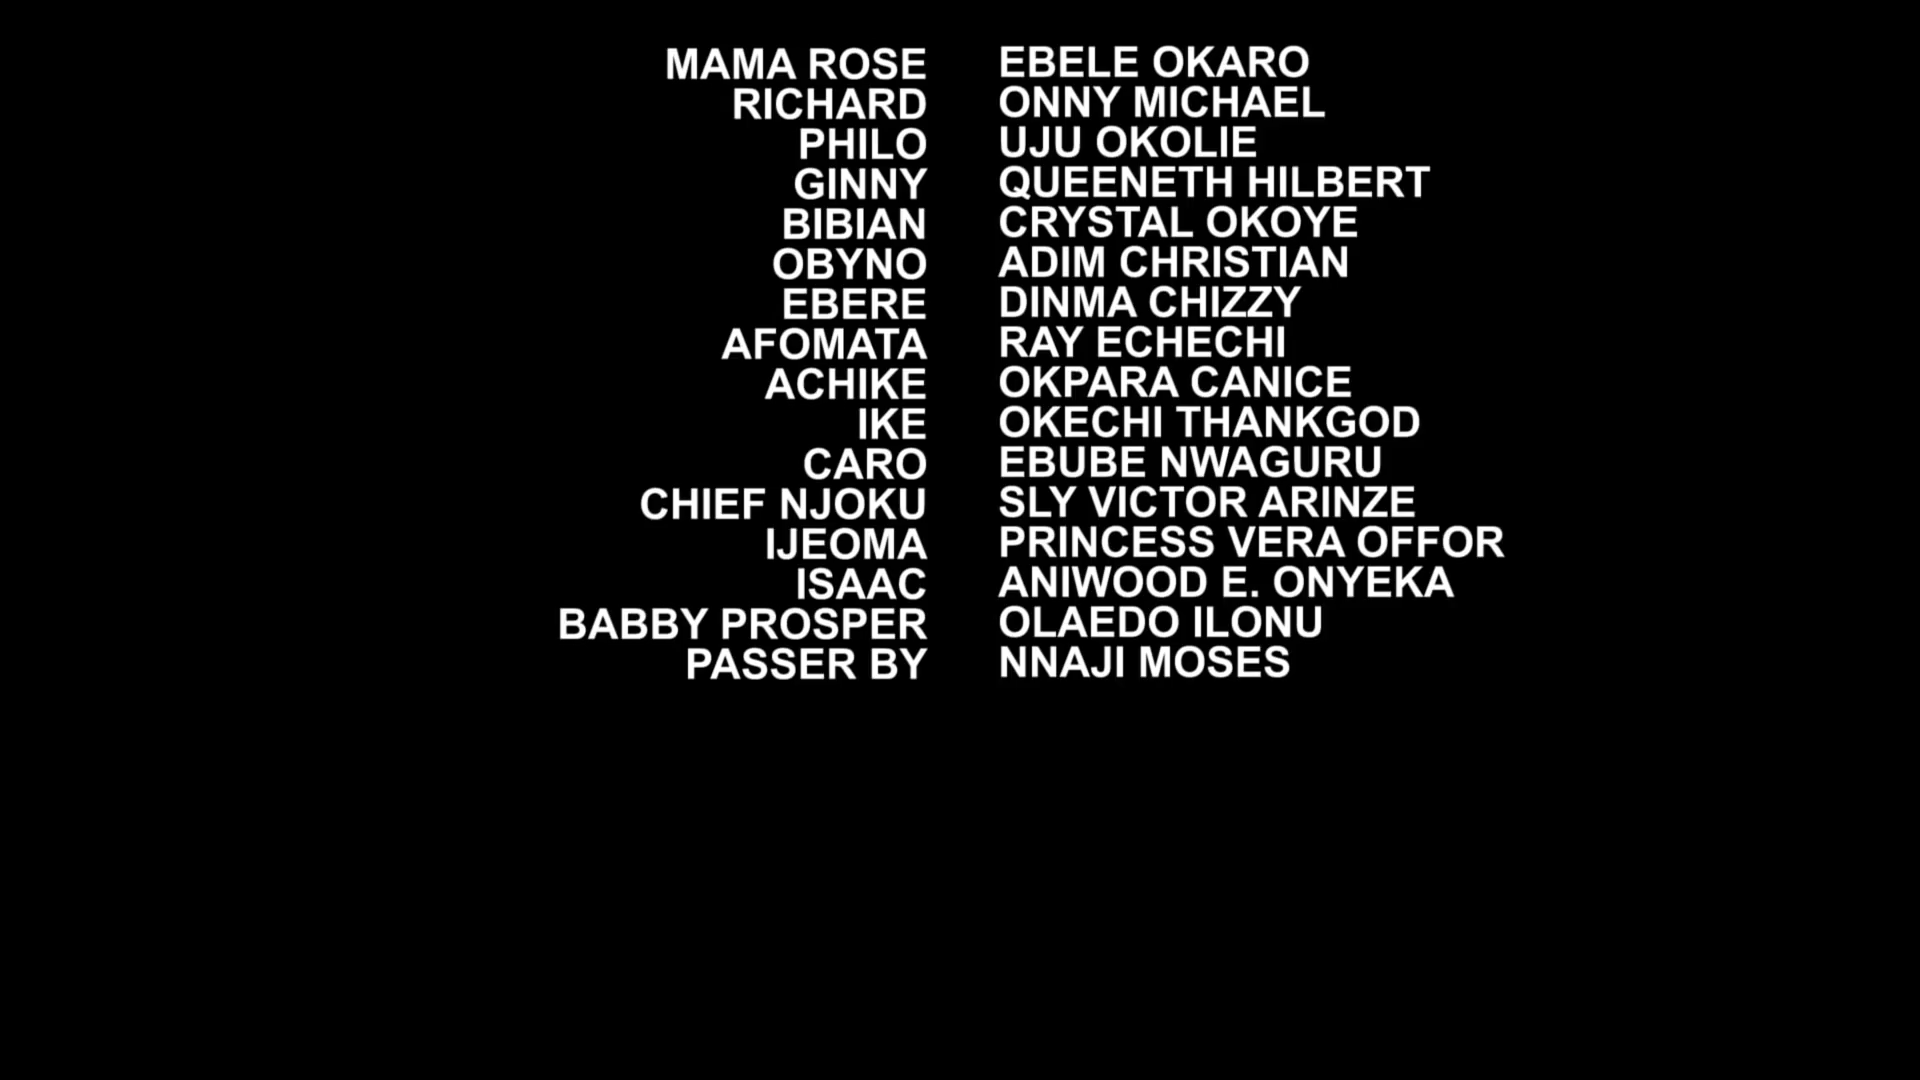 MAMA ROSE EBELE OKARO
RICHARD ONNY MICHAEL
PHILO UJU OKOLIE
GINNY QUEENETH HILBERT
BIBIAN CRYSTAL OKOYE
OBYNO ADIM CHRISTIAN
EBERE DINMA CHIZZY
AFOMATA RAY ECHECHI
ACHIKE OKPARA CANICE
IKE OKECHI THANKGOD
CARO EBUBE NWAGURU
CHIEF NJOKU SLY VICTOR ARINZE
IJEOMA PRINCESS VERA OFFOR
ISAAC ANIWOOD E. ONYEKA
BABBY PROSPER OLAEDO ILONU
PASSER BY NNAJI MOSES